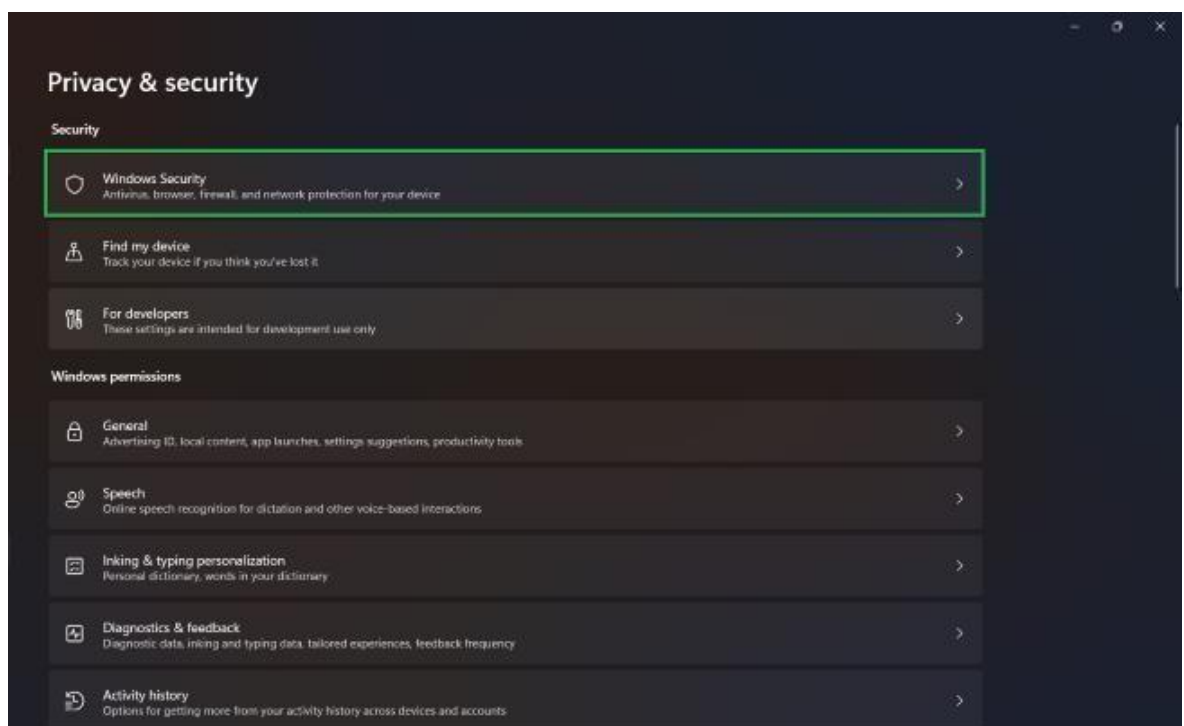 Privacy & security
Security
Windows Security
Antivirus, browser, firewall, and network protection for your device
Find my device
Track your device if you think you've lost it
For developers
These settings are intended for development use only
Windows permissions
General
Advertising ID, local content, app launches, settings suggestions, productivity tools
Speech
Online speech recognition for dictation and other voice-based interactions
Inking & typing personalization
Personal dictionary, words in your dictionary
Diagnostics & feedback
Diagnostic data, inking and typing data, tailored experiences, feedback frequency
Activity history
Options for getting more from your activity history across devices and accounts